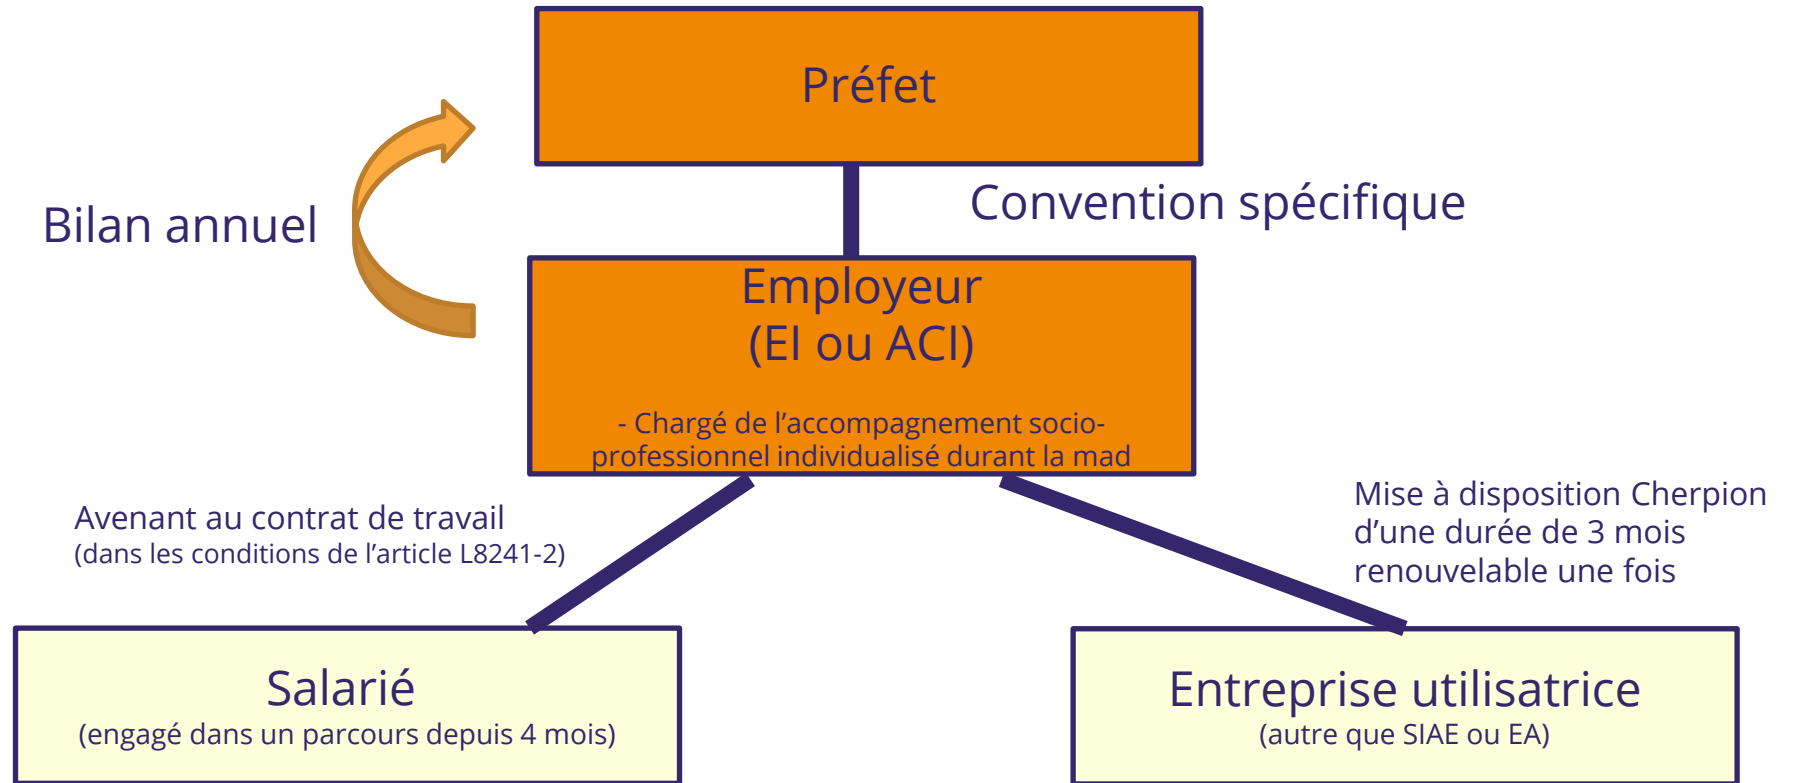 Préfet
Bilan annuel
Convention spécifique
Employeur
(EI ou ACI)
- Chargé de l’accompagnement socio-
professionnel individualisé durant la mad
Avenant au contrat de travail
(dans les conditions de l’article L8241-2)
Mise à disposition Cherpion
d’une durée de 3 mois
renouvelable une fois
Salarié
(engagé dans un parcours depuis 4 mois)
Entreprise utilisatrice
(autre que SIAE ou EA)